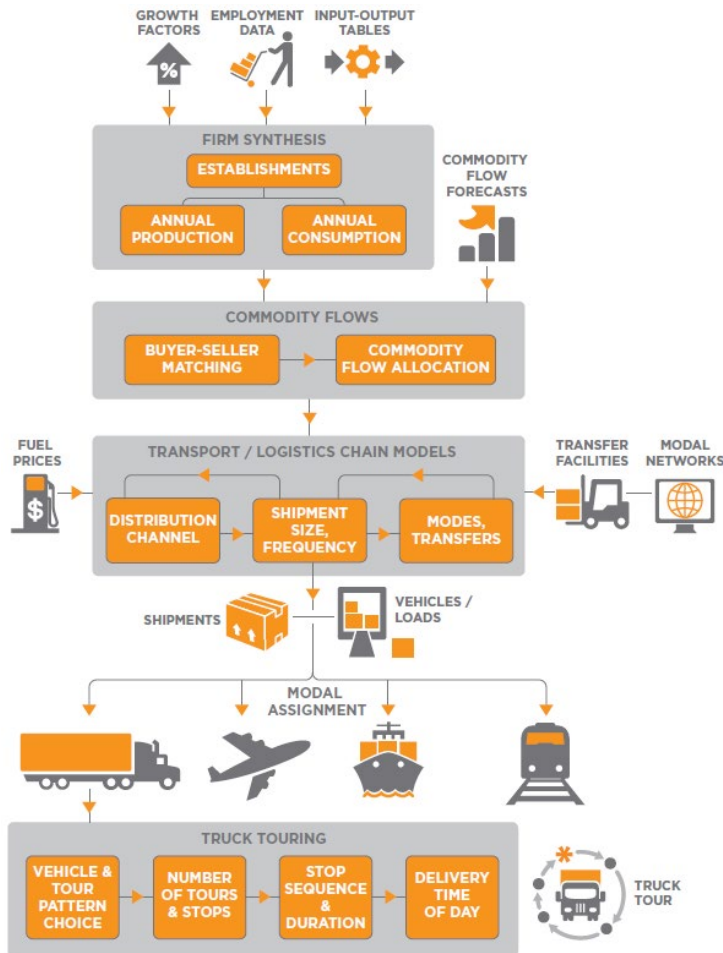 GROWTH
FACTORS
EMPLOYMENT
DATA
INPUT-OUTPUT
TABLES
%
FIRM SYNTHESIS
ESTABLISHMENTS
ANNUAL
PRODUCTION
ANNUAL
CONSUMPTION
COMMODITY
FLOW
FORECASTS
COMMODITY FLOWS
BUYER-SELLER
MATCHING
COMMODITY
FLOW ALLOCATION
FUEL
PRICES
$
TRANSPORT / LOGISTICS CHAIN MODELS
DISTRIBUTION
CHANNEL
SHIPMENT
SIZE,
FREQUENCY
MODES,
TRANSFERS
TRANSFER
FACILITIES
MODAL
NETWORKS
SHIPMENTS
VEHICLES /
LOADS
MODAL
ASSIGNMENT
TRUCK TOURING
VEHICLE &
TOUR
PATTERN
CHOICE
NUMBER
OF TOURS
& STOPS
STOP
SEQUENCE
&
DURATION
DELIVERY
TIME
OF DAY
TRUCK
TOUR